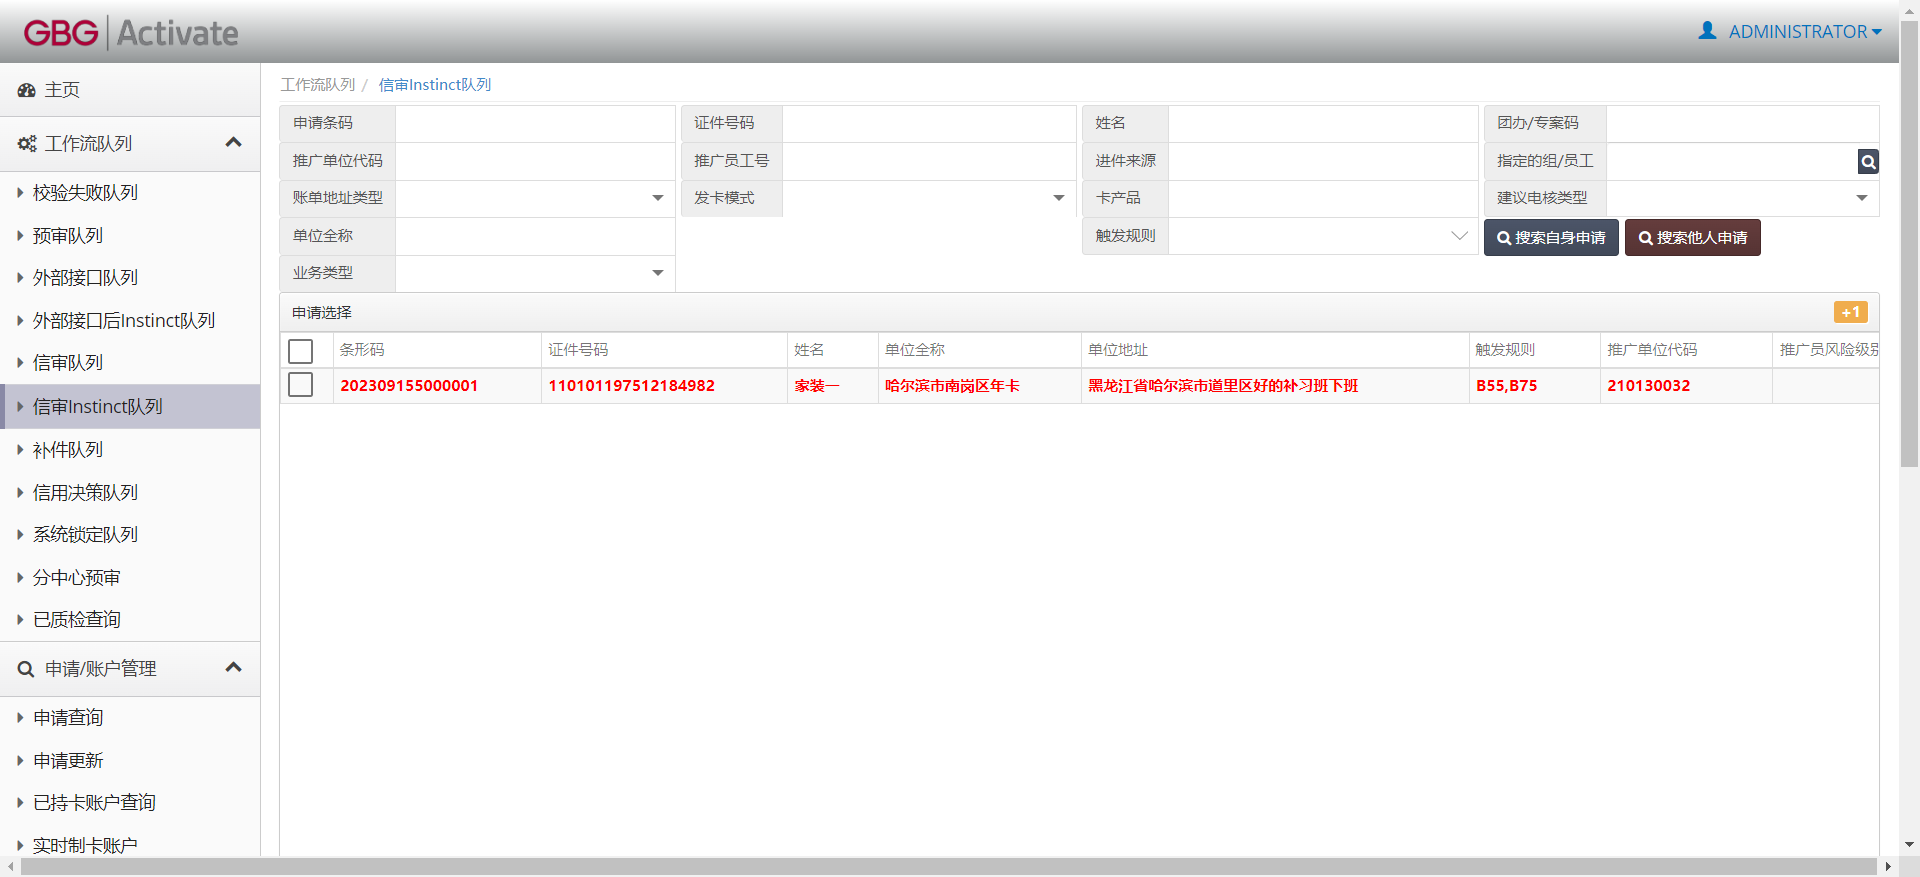 GBG Activate
ADMINISTRATOR
主页
工作流队列
校验失败队列
预审队列
外部接口队列
外部接口后Instinct队列
信审队列
信审Instinct队列
补件队列
信用决策队列
系统锁定队列
分中心预审
已质检查询
申请/账户管理
申请查询
申请更新
已持卡账户查询
实时制卡账户
工作流队列 / 信审Instinct队列
申请条码 证件号码 姓名 团办/专案码
推广单位代码 推广员工号 进件来源 指定的组/员工
账单地址类型 发卡模式 卡产品 建议电核类型
单位全称 触发规则 搜索自身申请 搜索他人申请
业务类型
申请选择 +1
条形码 证件号码 姓名 单位全称 单位地址 触发规则 推广单位代码 推广员风险级别
202309155000001 110101197512184982 家装一 哈尔滨市南岗区年卡 黑龙江省哈尔滨市道里区好的补习班下班 B55,B75 210130032